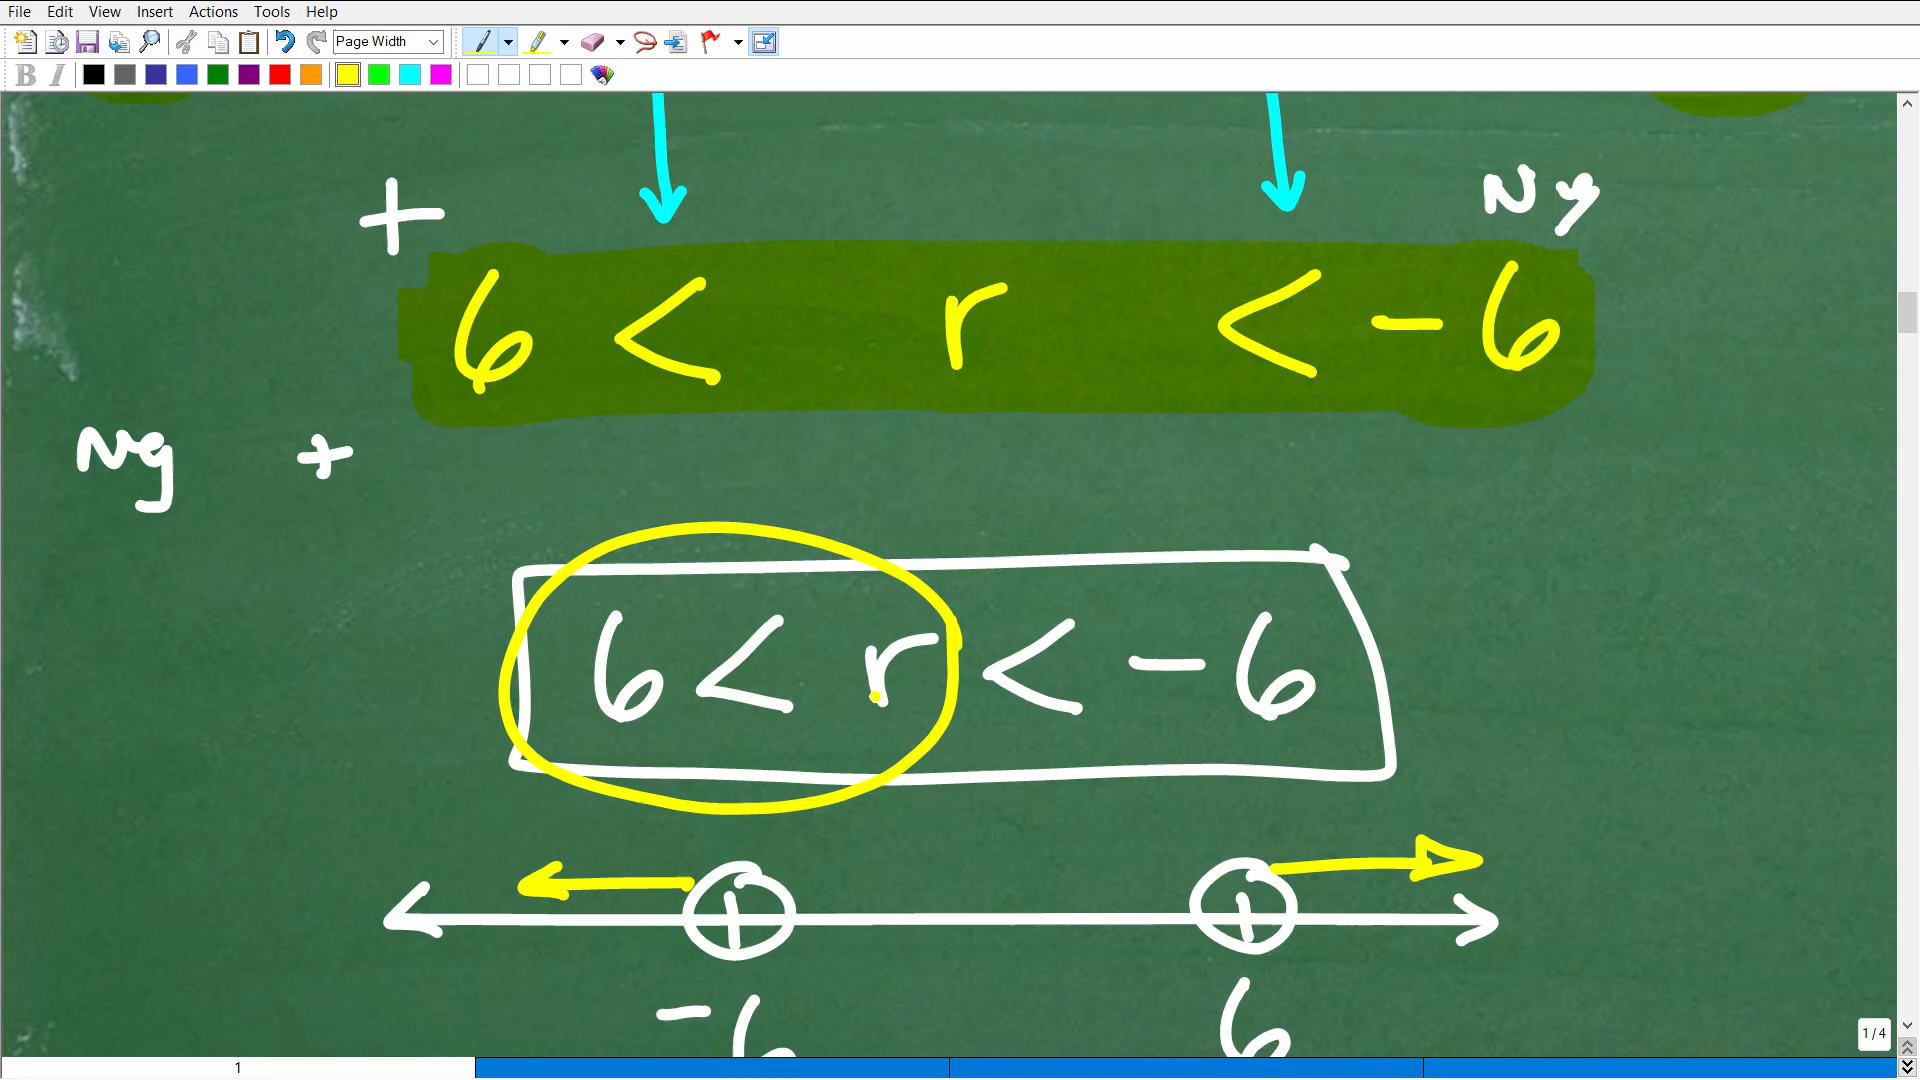 File Edit View Insert Actions Tools Help
Page Width
B I
+ Ng
6 < r < - 6
Ng +
6 < r < - 6
- 6 6
1 / 4
1